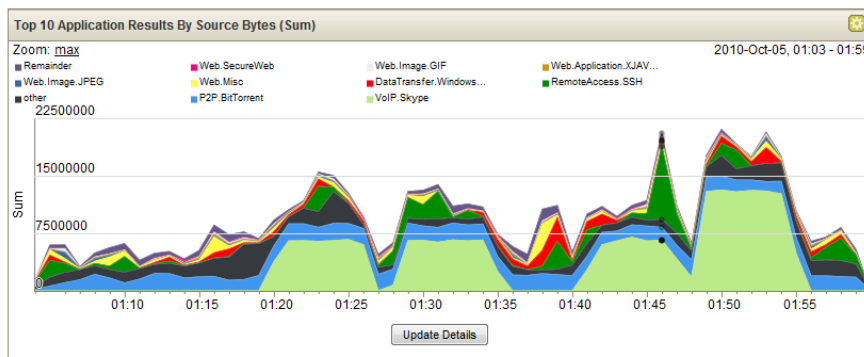 Top 10 Application Results By Source Bytes (Sum)
Zoom: max 2010-Oct-05, 01:03 - 01:59
Remainder Web.SecureWeb Web.Image.GIF Web.Application.XJAV...
Web.Image.JPEG Web.Misc DataTransfer.Windows... RemoteAccess.SSH
other P2P.BitTorrent VoIP.Skype
22500000
15000000
7500000
0
Sum
01:10 01:15 01:20 01:25 01:30 01:35 01:40 01:45 01:50 01:55
Update Details